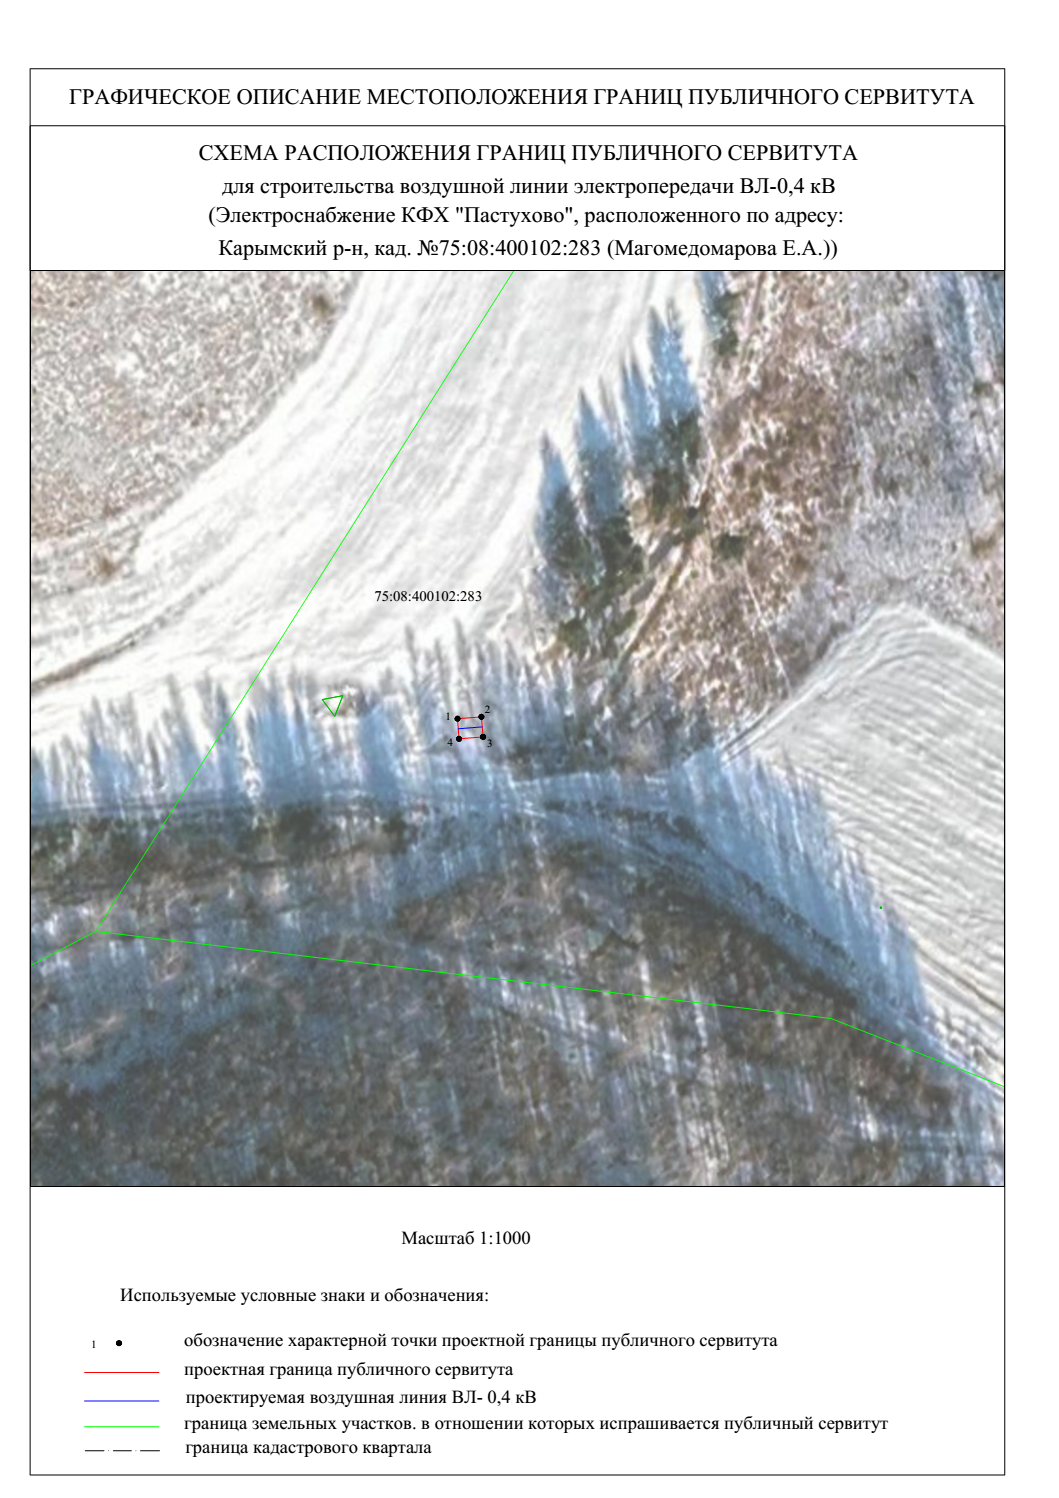 ГРАФИЧЕСКОЕ ОПИСАНИЕ МЕСТОПОЛОЖЕНИЯ ГРАНИЦ ПУБЛИЧНОГО СЕРВИТУТА
СХЕМА РАСПОЛОЖЕНИЯ ГРАНИЦ ПУБЛИЧНОГО СЕРВИТУТА
для строительства воздушной линии электропередачи ВЛ-0,4 кВ
(Электроснабжение КФХ "Пастухово", расположенного по адресу:
Карымский р-н, кад. №75:08:400102:283 (Магомедомарова Е.А.))
75:08:400102:283
1 2
4 3
Масштаб 1:1000
Используемые условные знаки и обозначения:
1 обозначение характерной точки проектной границы публичного сервитута
проектная граница публичного сервитута
проектируемая воздушная линия ВЛ- 0,4 кВ
граница земельных участков. в отношении которых испрашивается публичный сервитут
граница кадастрового квартала